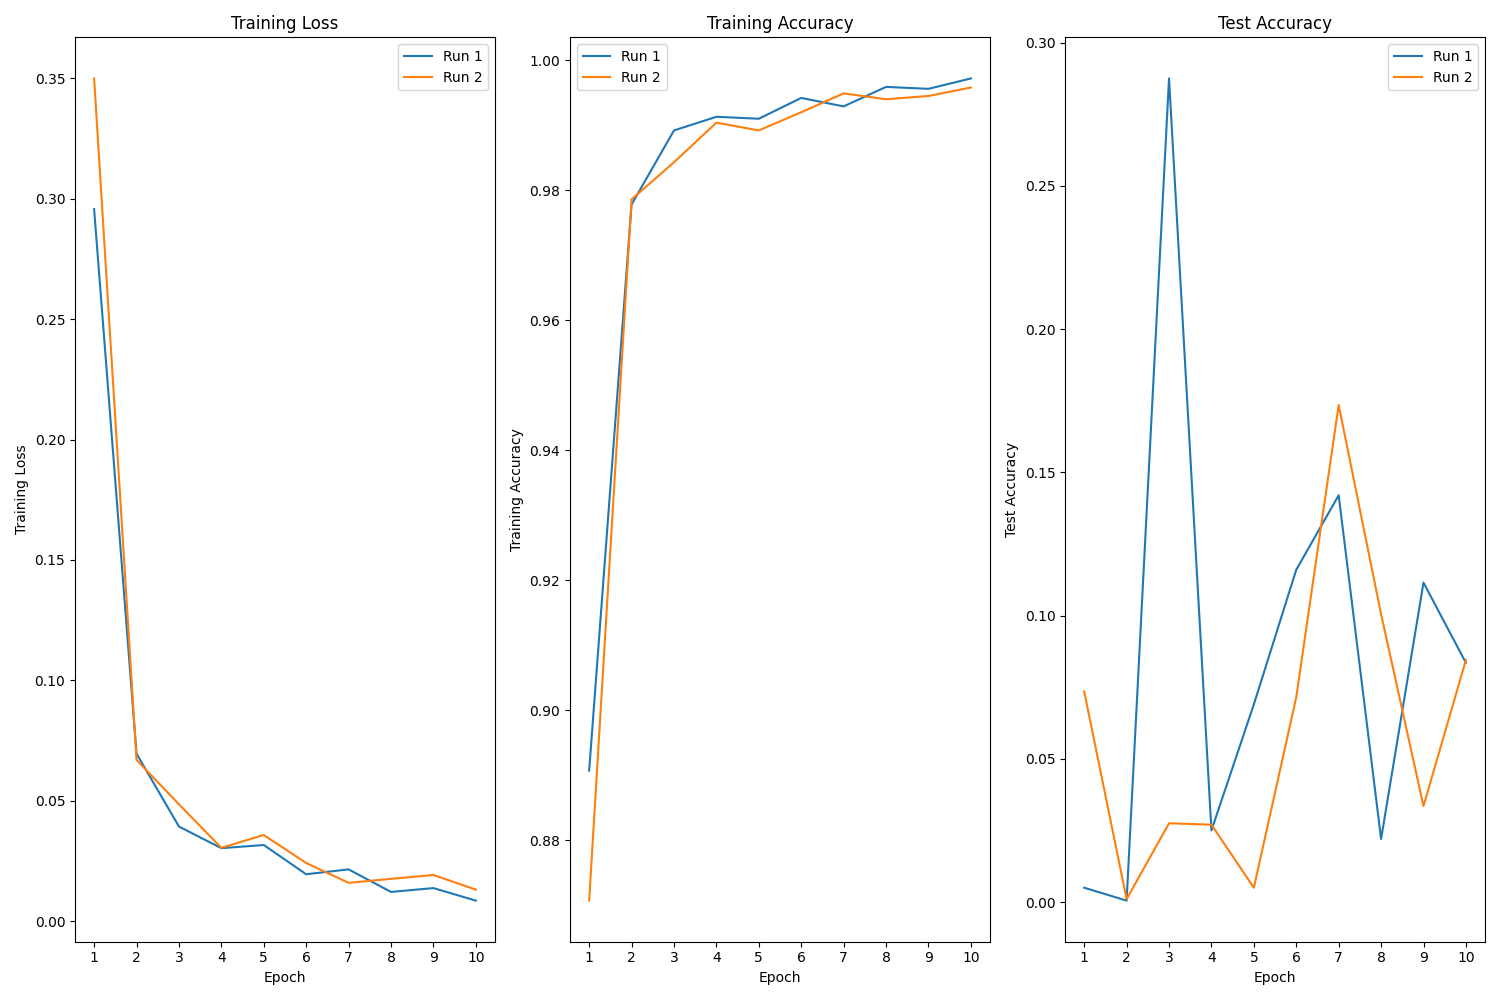 Training Loss
Training Loss
0.35
0.30
0.25
0.20
0.15
0.10
0.05
0.00
Run 1
Run 2
1 2 3 4 5 6 7 8 9 10
Epoch
Training Accuracy
Training Accuracy
1.00
0.98
0.96
0.94
0.92
0.90
0.88
Run 1
Run 2
1 2 3 4 5 6 7 8 9 10
Epoch
Test Accuracy
Test Accuracy
0.30
0.25
0.20
0.15
0.10
0.05
0.00
Run 1
Run 2
1 2 3 4 5 6 7 8 9 10
Epoch